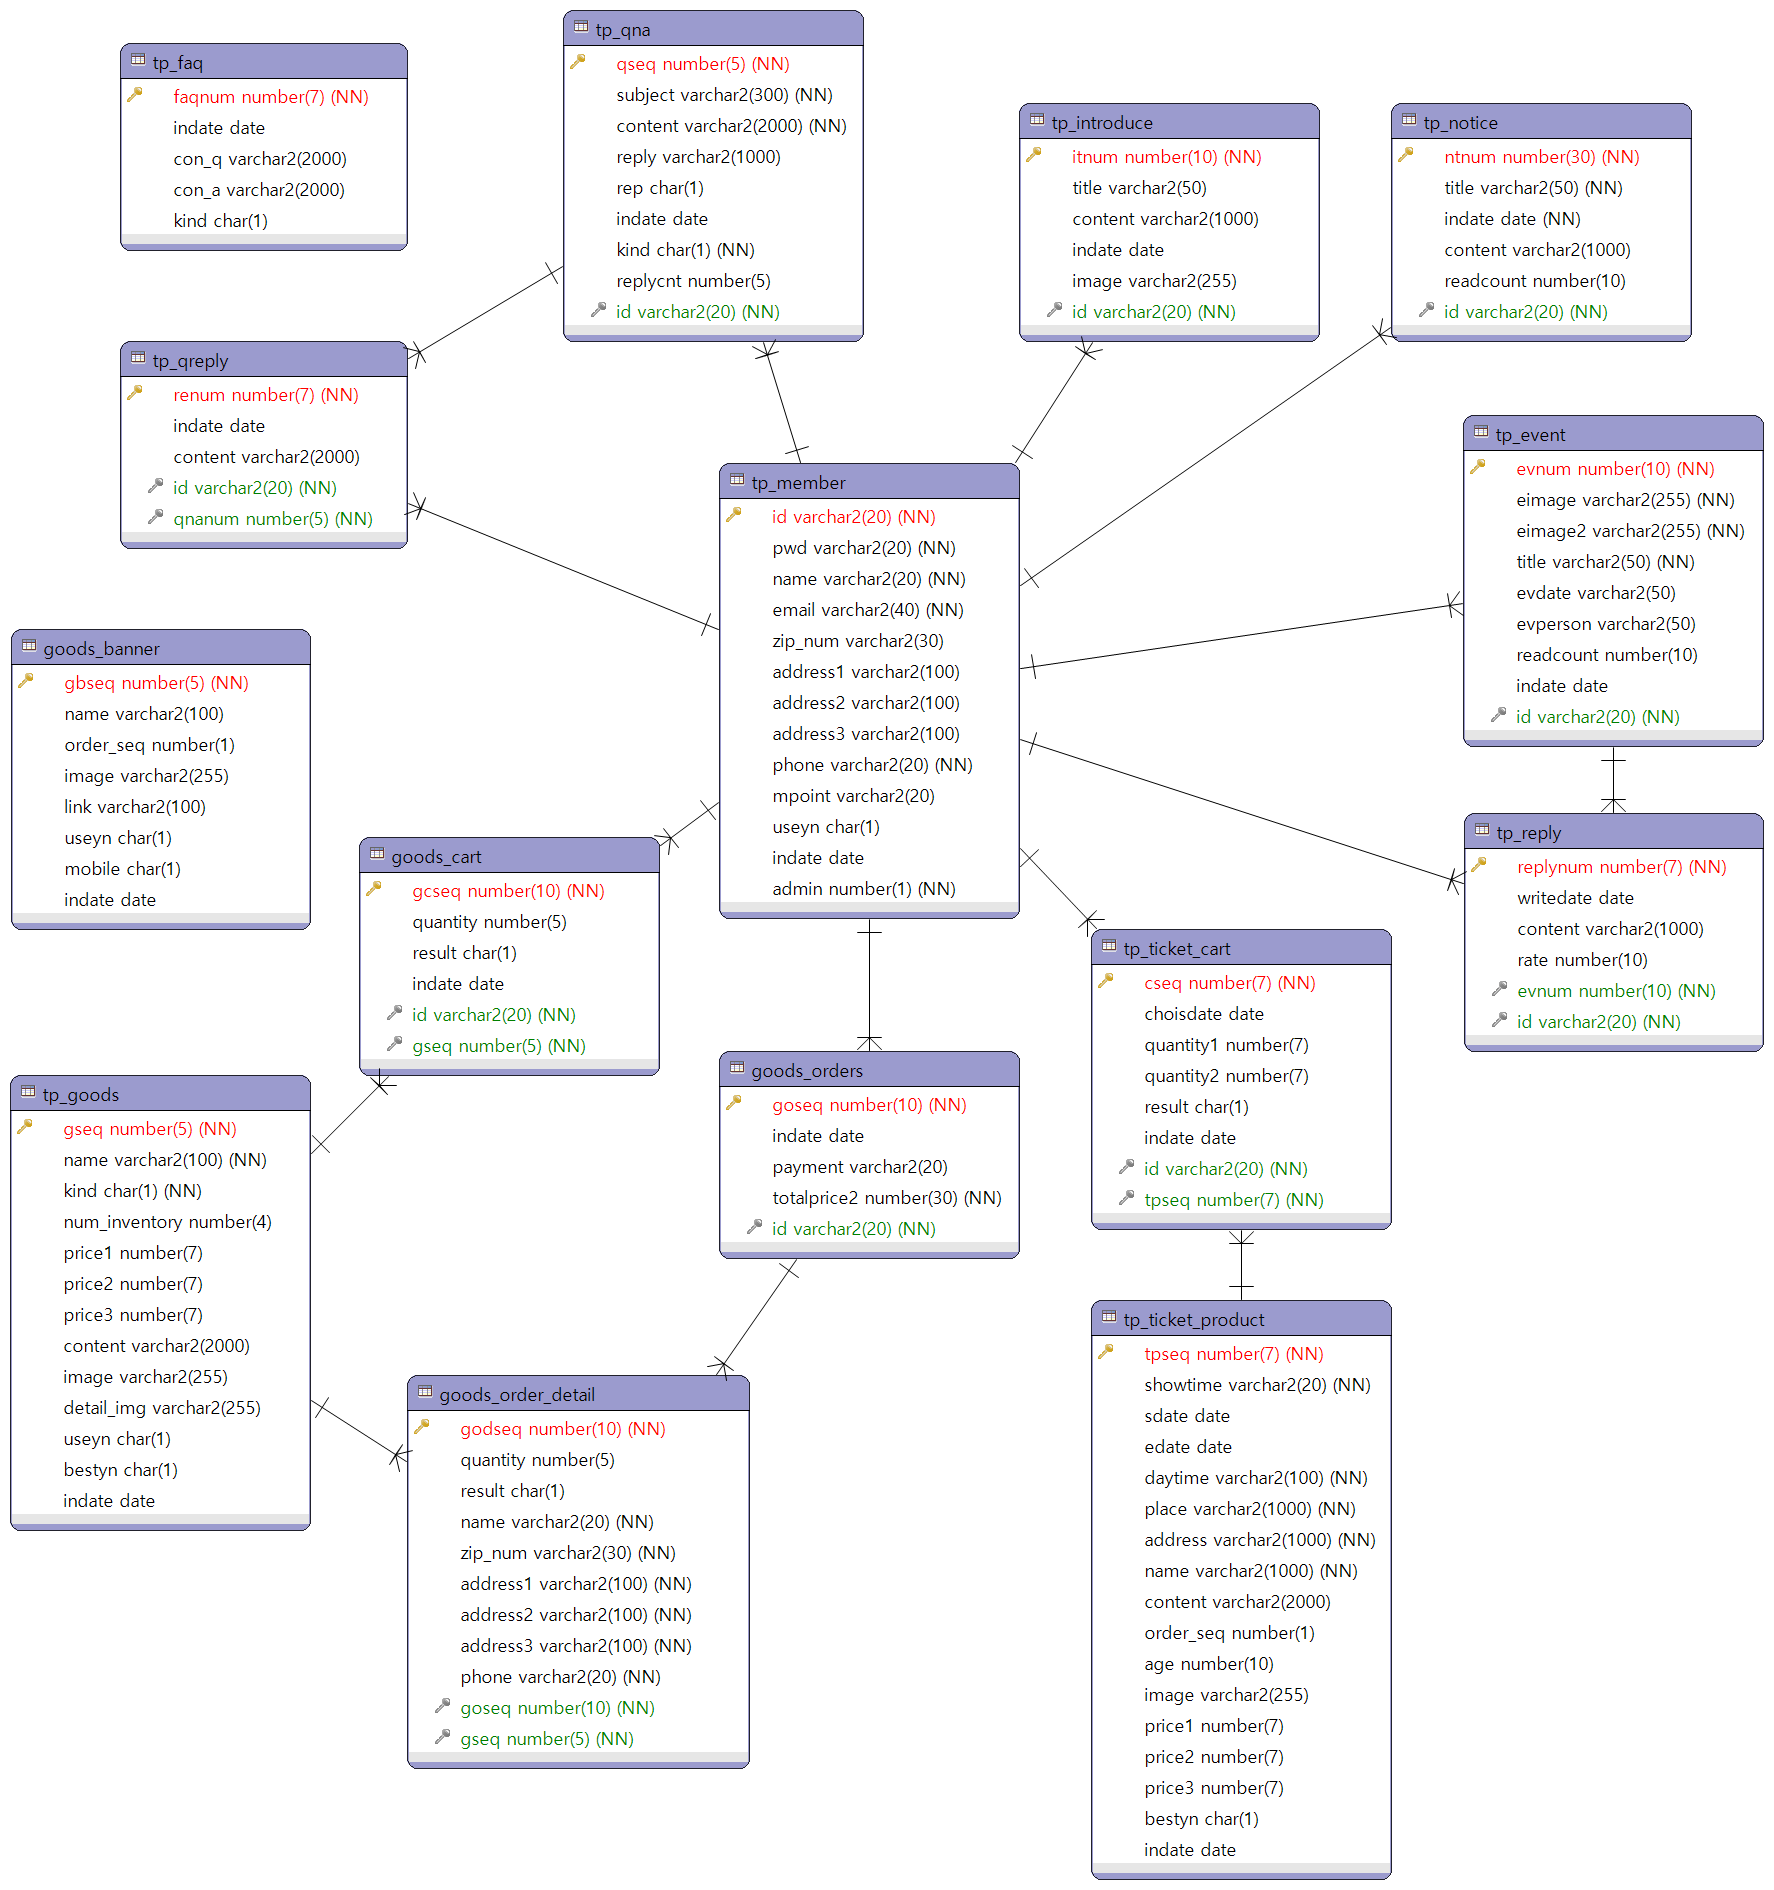 tp_faq
faqnum number(7) (NN)
indate date
con_q varchar2(2000)
con_a varchar2(2000)
kind char(1)
tp_qna
qseq number(5) (NN)
subject varchar2(300) (NN)
content varchar2(2000) (NN)
reply varchar2(1000)
rep char(1)
indate date
kind char(1) (NN)
replycnt number(5)
id varchar2(20) (NN)
tp_introduce
itnum number(10) (NN)
title varchar2(50)
content varchar2(1000)
indate date
image varchar2(255)
id varchar2(20) (NN)
tp_notice
ntnum number(30) (NN)
title varchar2(50) (NN)
indate date (NN)
content varchar2(1000)
readcount number(10)
id varchar2(20) (NN)
tp_qreply
renum number(7) (NN)
indate date
content varchar2(2000)
id varchar2(20) (NN)
qnanum number(5) (NN)
tp_member
id varchar2(20) (NN)
pwd varchar2(20) (NN)
name varchar2(20) (NN)
email varchar2(40) (NN)
zip_num varchar2(30)
address1 varchar2(100)
address2 varchar2(100)
address3 varchar2(100)
phone varchar2(20) (NN)
mpoint varchar2(20)
useyn char(1)
indate date
admin number(1) (NN)
tp_event
evnum number(10) (NN)
eimage varchar2(255) (NN)
eimage2 varchar2(255) (NN)
title varchar2(50) (NN)
evdate varchar2(50)
evperson varchar2(50)
readcount number(10)
indate date
id varchar2(20) (NN)
goods_banner
gbseq number(5) (NN)
name varchar2(100)
order_seq number(1)
image varchar2(255)
link varchar2(100)
useyn char(1)
mobile char(1)
indate date
goods_cart
gcseq number(10) (NN)
quantity number(5)
result char(1)
indate date
id varchar2(20) (NN)
gseq number(5) (NN)
tp_reply
replynum number(7) (NN)
writedate date
content varchar2(1000)
rate number(10)
evnum number(10) (NN)
id varchar2(20) (NN)
tp_ticket_cart
cseq number(7) (NN)
choisdate date
quantity1 number(7)
quantity2 number(7)
result char(1)
indate date
id varchar2(20) (NN)
tpseq number(7) (NN)
tp_goods
gseq number(5) (NN)
name varchar2(100) (NN)
kind char(1) (NN)
num_inventory number(4)
price1 number(7)
price2 number(7)
price3 number(7)
content varchar2(2000)
image varchar2(255)
detail_img varchar2(255)
useyn char(1)
bestyn char(1)
indate date
goods_orders
goseq number(10) (NN)
indate date
payment varchar2(20)
totalprice2 number(30) (NN)
id varchar2(20) (NN)
goods_order_detail
godseq number(10) (NN)
quantity number(5)
result char(1)
name varchar2(20) (NN)
zip_num varchar2(30) (NN)
address1 varchar2(100) (NN)
address2 varchar2(100) (NN)
address3 varchar2(100) (NN)
phone varchar2(20) (NN)
goseq number(10) (NN)
gseq number(5) (NN)
tp_ticket_product
tpseq number(7) (NN)
showtime varchar2(20) (NN)
sdate date
edate date
daytime varchar2(100) (NN)
place varchar2(1000) (NN)
address varchar2(1000) (NN)
name varchar2(1000) (NN)
content varchar2(2000)
order_seq number(1)
age number(10)
image varchar2(255)
price1 number(7)
price2 number(7)
price3 number(7)
bestyn char(1)
indate date